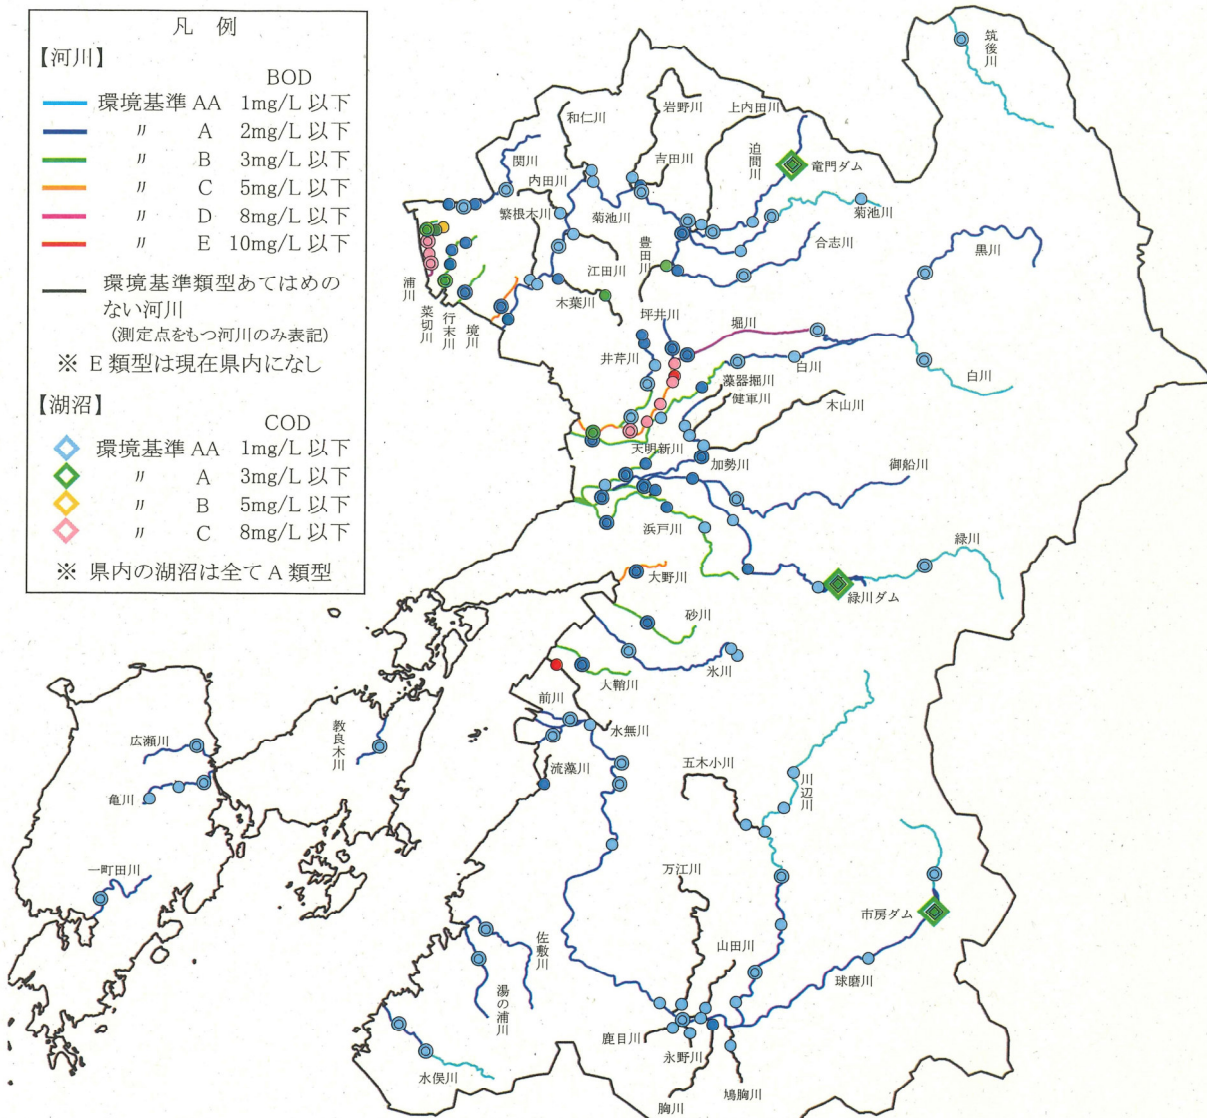 凡 例
【河川】
BOD
環境基準 AA 1mg/L 以下
〃 A 2mg/L 以下
〃 B 3mg/L 以下
〃 C 5mg/L 以下
〃 D 8mg/L 以下
〃 E 10mg/L 以下
環境基準類型あてはめの
ない河川
(測定点をもつ河川のみ表記)
※ E 類型は現在県内になし
【湖沼】
COD
環境基準 AA 1mg/L 以下
〃 A 3mg/L 以下
〃 B 5mg/L 以下
〃 C 8mg/L 以下
※ 県内の湖沼は全て A 類型
筑後川
岩野川
上内田川
和仁川
関川
吉田川
迫間川
竜門ダム
内田川
繁根木川
菊池川
菊池川
合志川
黒川
豊田川
江田川
木葉川
浦川
菜切川
行末川
境川
坪井川
堀川
井芹川
白川
藻器堀川
健軍川
白川
木山川
天明新川
加勢川
御船川
浜戸川
緑川
大野川
緑川ダム
砂川
氷川
大鞘川
前川
水無川
教良木川
広瀬川
流藻川
五木小川
川辺川
亀川
一町田川
万江川
市房ダム
山田川
佐敷川
球磨川
湯の浦川
鹿目川
永野川
水俣川
胸川
鳩胸川